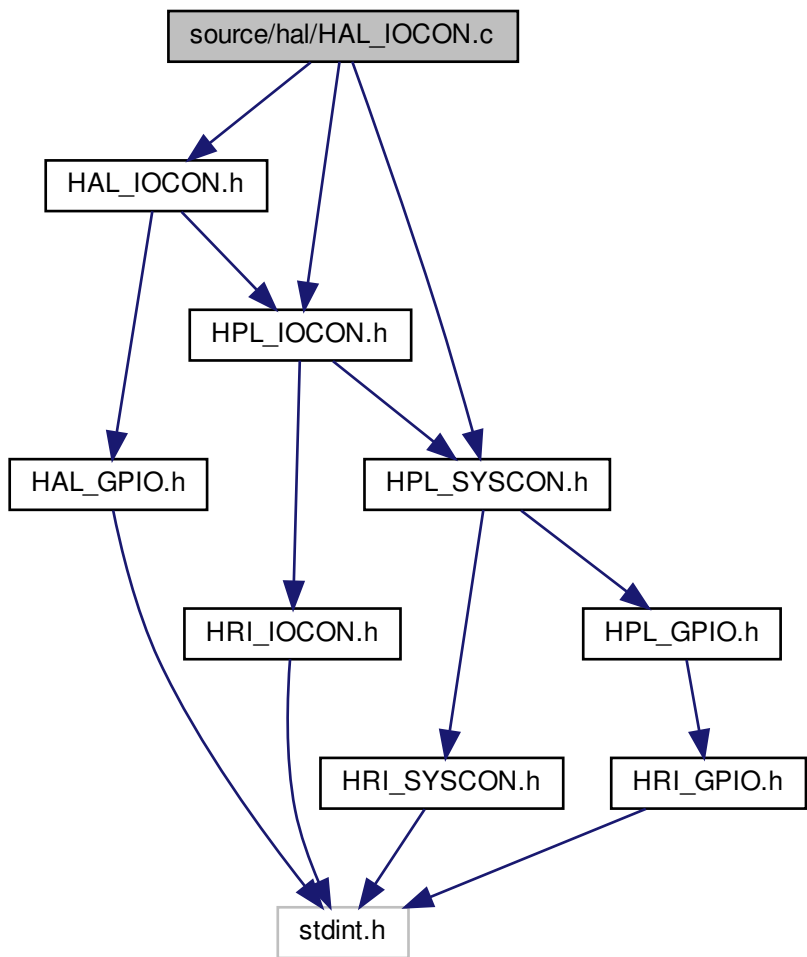 source/hal/HAL_IOCON.c
HAL_IOCON.h
HPL_IOCON.h
HAL_GPIO.h
HPL_SYSCON.h
HRI_IOCON.h
HPL_GPIO.h
HRI_SYSCON.h
HRI_GPIO.h
stdint.h